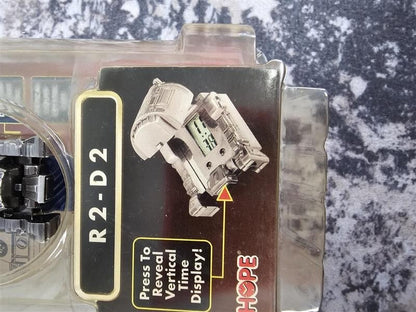 R2-D2
Press To
Reveal
Vertical
Time
Display!
HOPE